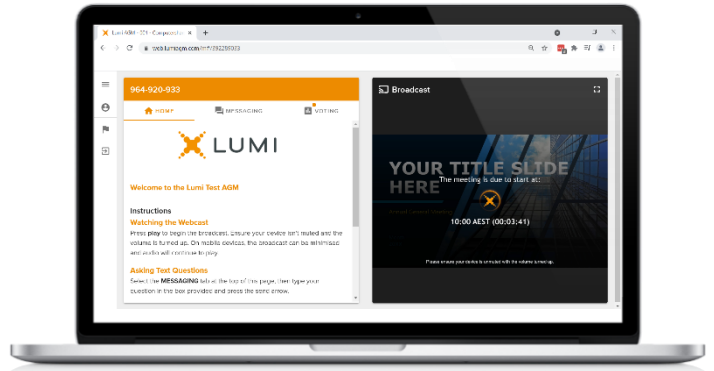 964-920-933
HOME
MESSAGING
VOTING
LUMI
Welcome to the Lumi Test AGM
Instructions
Watching the Webcast
Press play to begin the broadcast. Ensure your device isn't muted and the
volume is turned up. On mobile devices, the broadcast can be minimised
and audio will continue to play.
Asking Text Questions
Select the MESSAGING tab at the top of this page, then type your
question in the box provided and press the send arrow.
Broadcast
YOUR TITLE SLIDE
HERE
The meeting is due to start at:
10:00 AEST (00:03:41)
Please ensure your device is unmuted with the volume turned up.